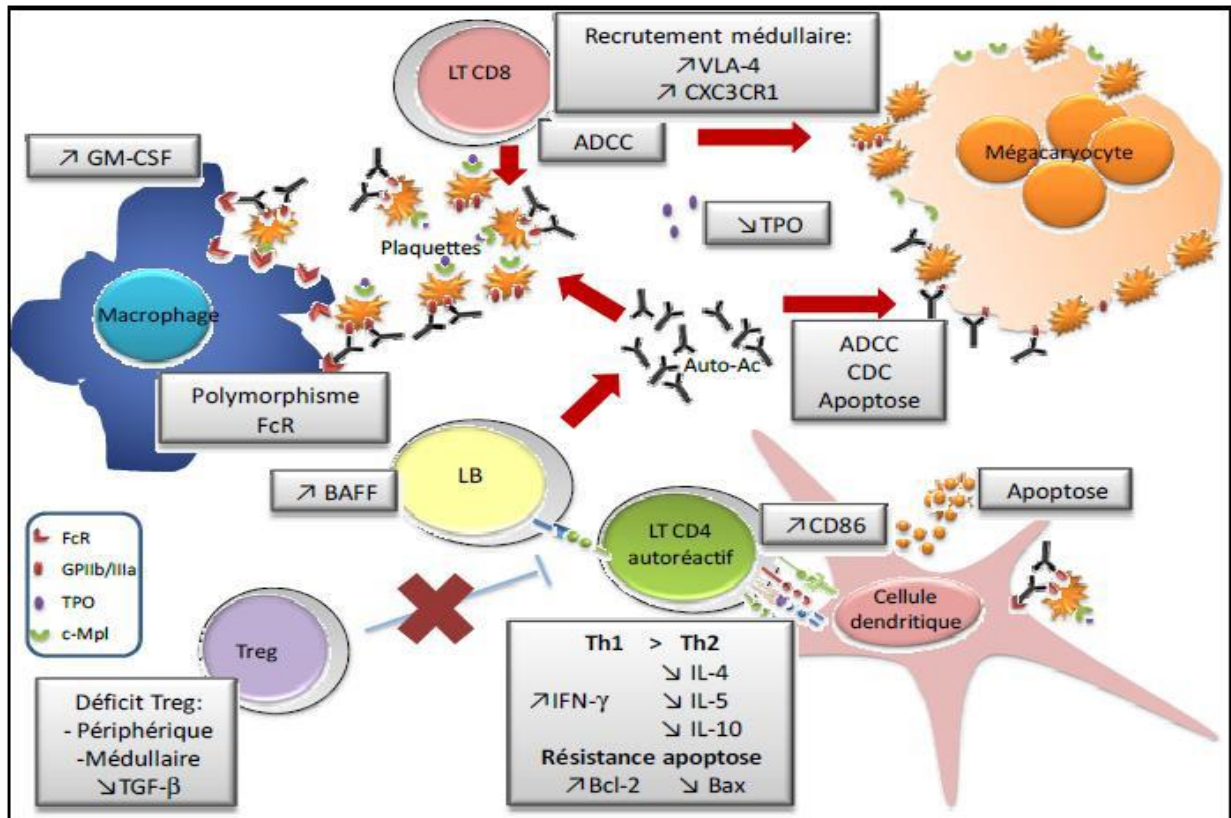 Recrutement médullaire:
↗VLA-4
↗ CXC3CR1
LT CD8
ADCC
↗ GM-CSF
Mégacaryocyte
↘TPO
Plaquettes
Macrophage
Auto-Ac
ADCC
CDC
Apoptose
Polymorphisme
FcR
LB
↗ BAFF
Apoptose
↗CD86
LT CD4
autoréactif
FcR
GPIIb/IIIa
TPO
c-Mpl
Cellule
dendritique
Treg
Th1 > Th2
↘ IL-4
↗IFN-γ ↘ IL-5
↘ IL-10
Résistance apoptose
↗Bcl-2 ↘ Bax
Déficit Treg:
- Périphérique
-Médullaire
↘TGF-β